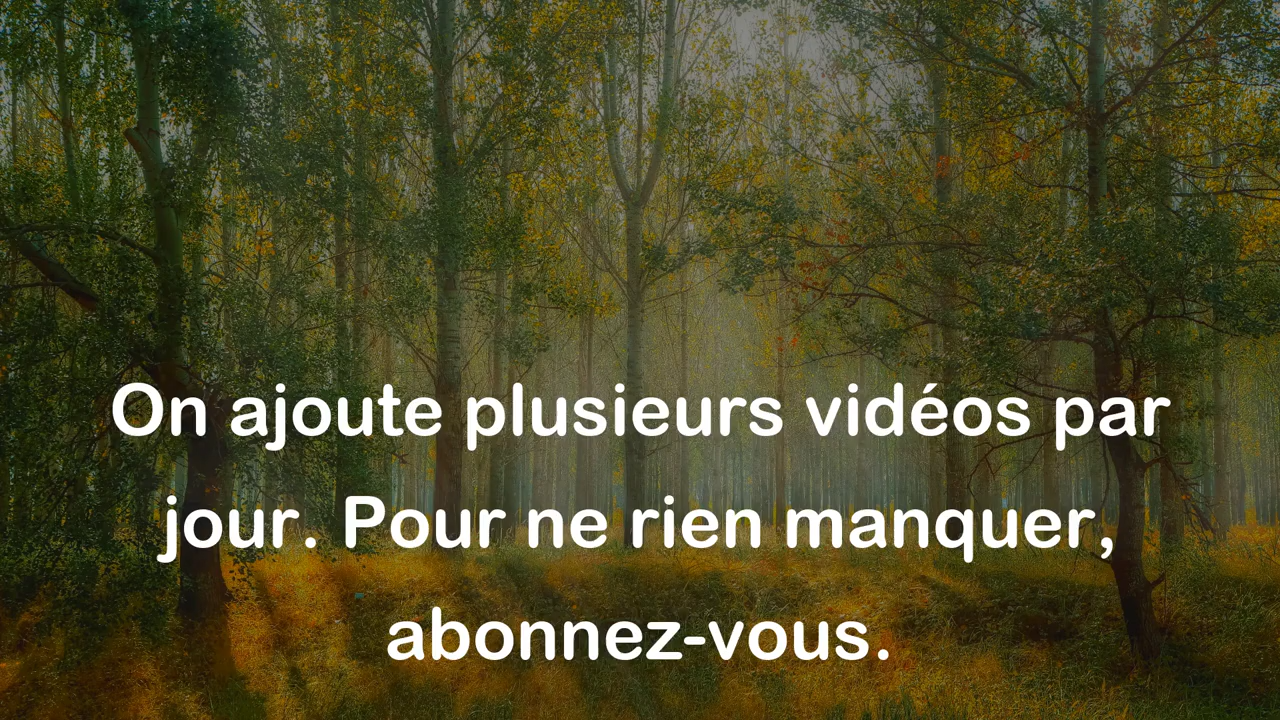 On ajoute plusieurs vidéos par
jour. Pour ne rien manquer,
abonnez-vous.